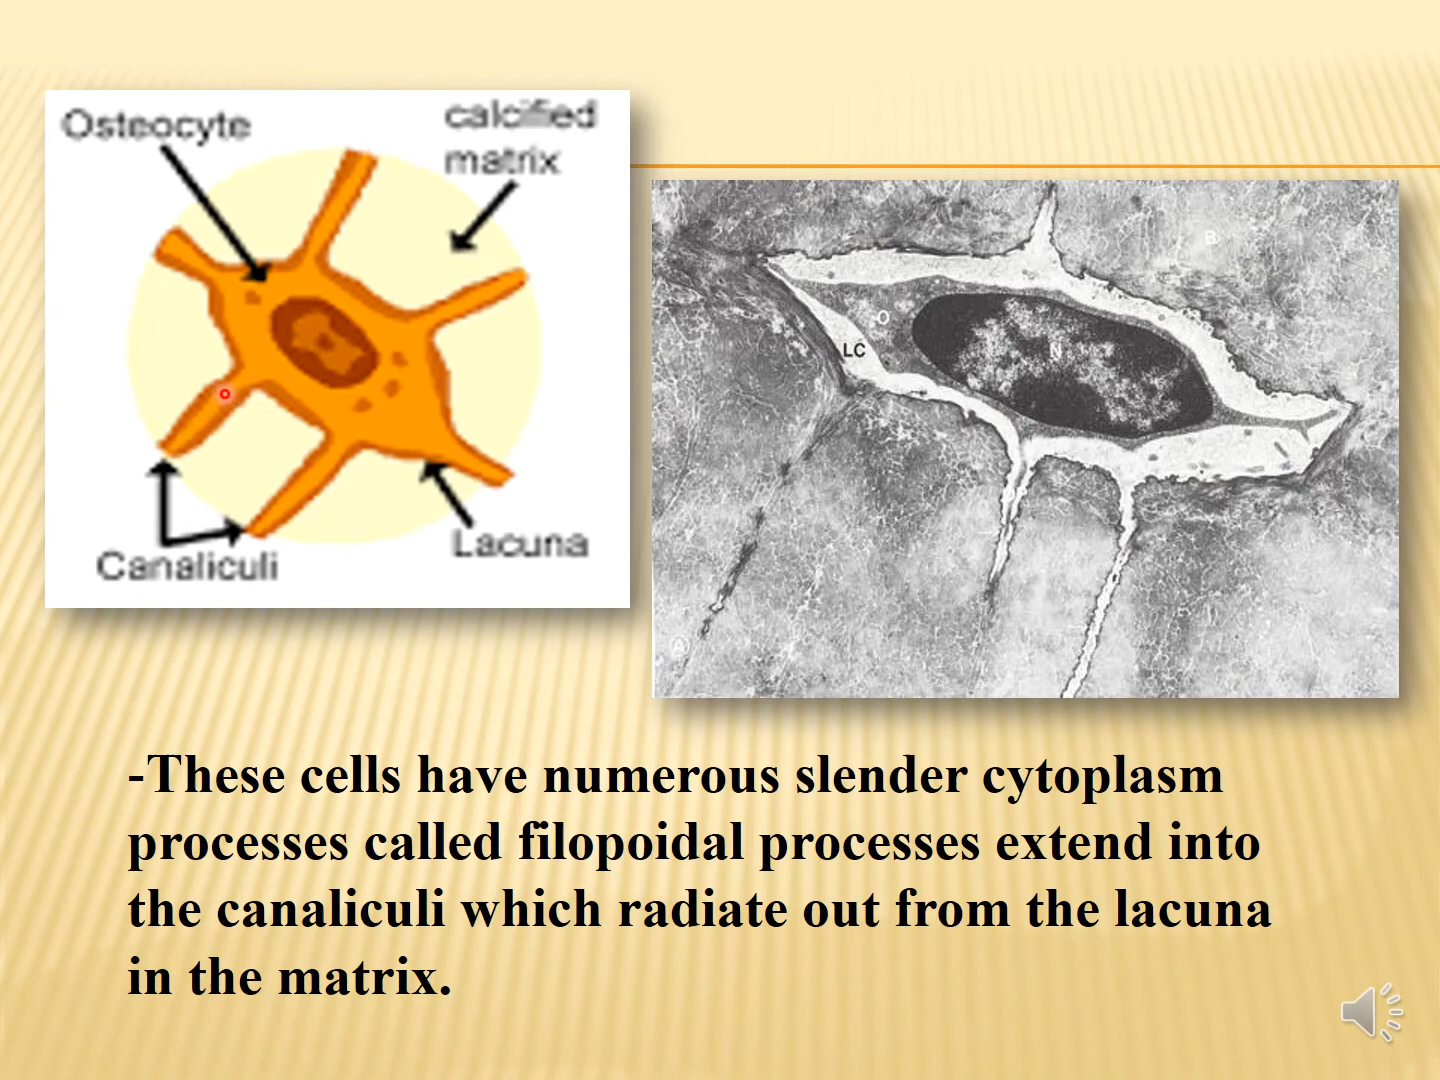 Osteocyte
calcified
matrix
Canaliculi
Lacuna
B
O
LC
N
A
-These cells have numerous slender cytoplasm
processes called filopoidal processes extend into
the canaliculi which radiate out from the lacuna
in the matrix.